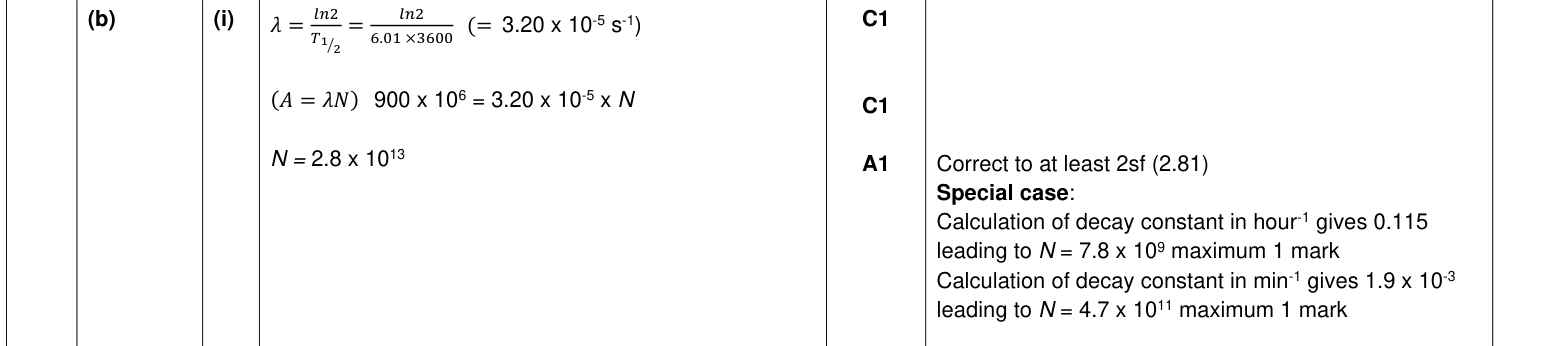 (b) (i) λ = ln2/T₁/₂ = ln2/6.01 ×3600 (= 3.20 x 10⁻⁵ s⁻¹) C1
(A = λN) 900 x 10⁶ = 3.20 x 10⁻⁵ x N C1
N = 2.8 x 10¹³ A1 Correct to at least 2sf (2.81)
Special case:
Calculation of decay constant in hour⁻¹ gives 0.115
leading to N = 7.8 x 10⁹ maximum 1 mark
Calculation of decay constant in min⁻¹ gives 1.9 x 10⁻³
leading to N = 4.7 x 10¹¹ maximum 1 mark